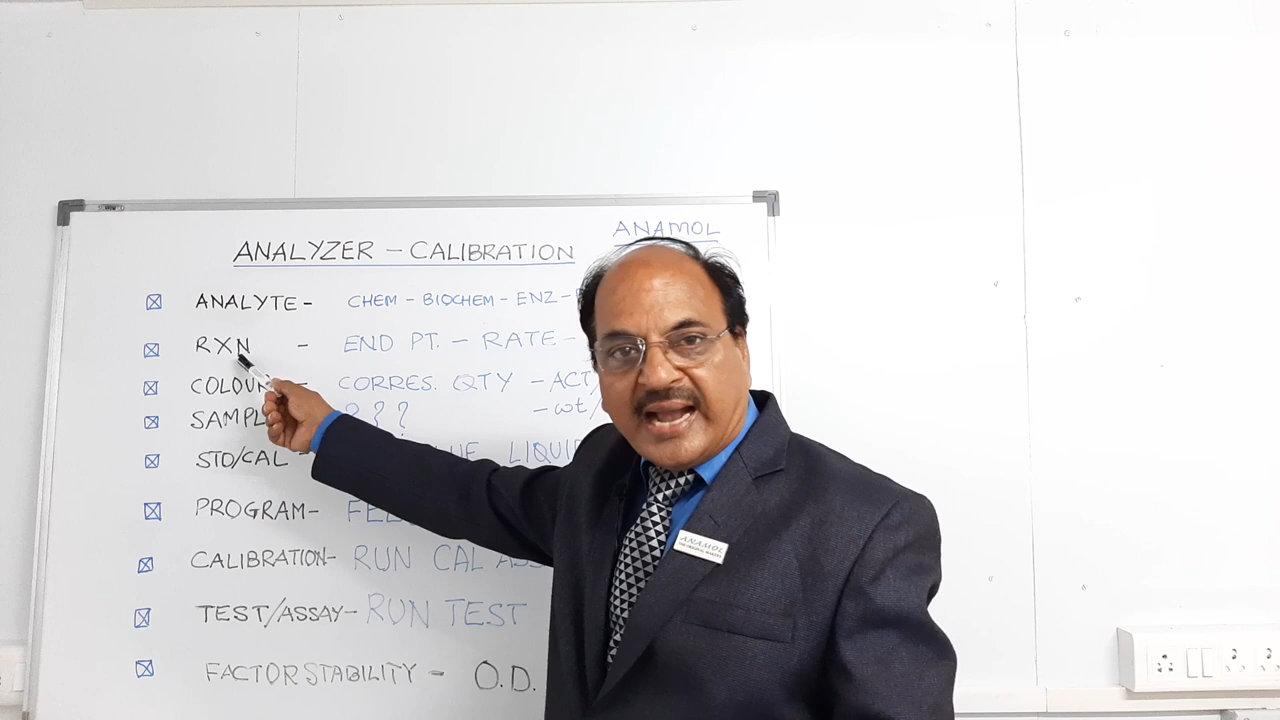 ANAMOL
ANALYZER - CALIBRATION
ANALYTE - CHEM - BIOCHEM - ENZ -
RXN - END PT. - RATE -
COLOUR - CORRES. QTY - ACT/
SAMPL ? ? ? - wt/
STD/CAL - LIQUI
PROGRAM -
CALIBRATION - RUN CAL
TEST/ASSAY - RUN TEST
FACTOR STABILITY - O.D.
ANAMOL